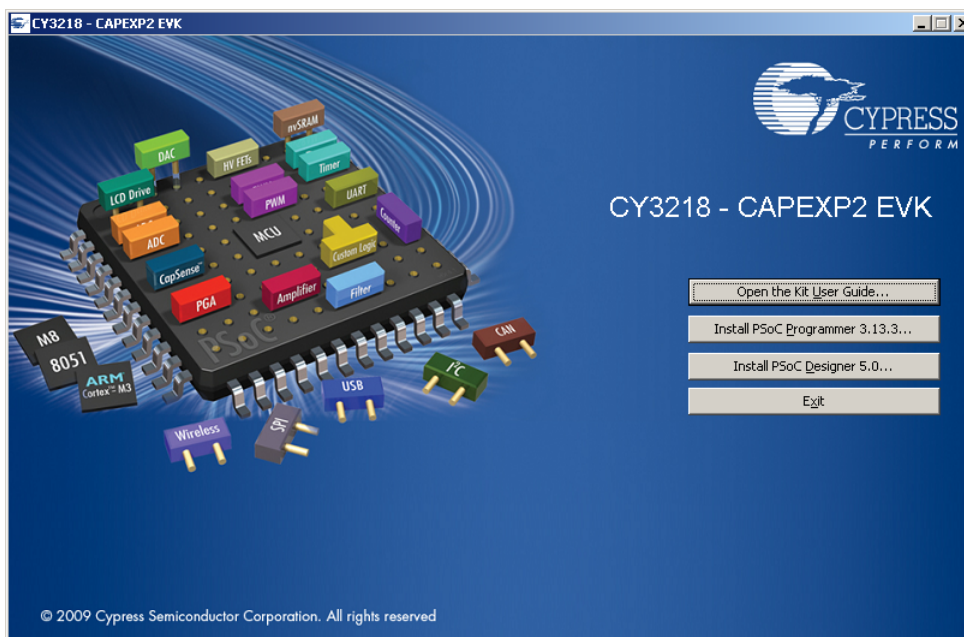 CY3218 - CAPEXP2 EVK
CYPRESS
PERFORM
CY3218 - CAPEXP2 EVK
nvSRAM
DAC
HV FETs
Timer
LCD Drive
PWM
UART
Counter
ADC
MCU
Custom Logic
CapSense™
PGA
Amplifier
Filter
PSoC
M8
8051
ARM
Cortex™ M3
CAN
I²C
USB
SPI
Wireless
Open the Kit User Guide...
Install PSoC Programmer 3.13.3...
Install PSoC Designer 5.0...
Exit
© 2009 Cypress Semiconductor Corporation. All rights reserved